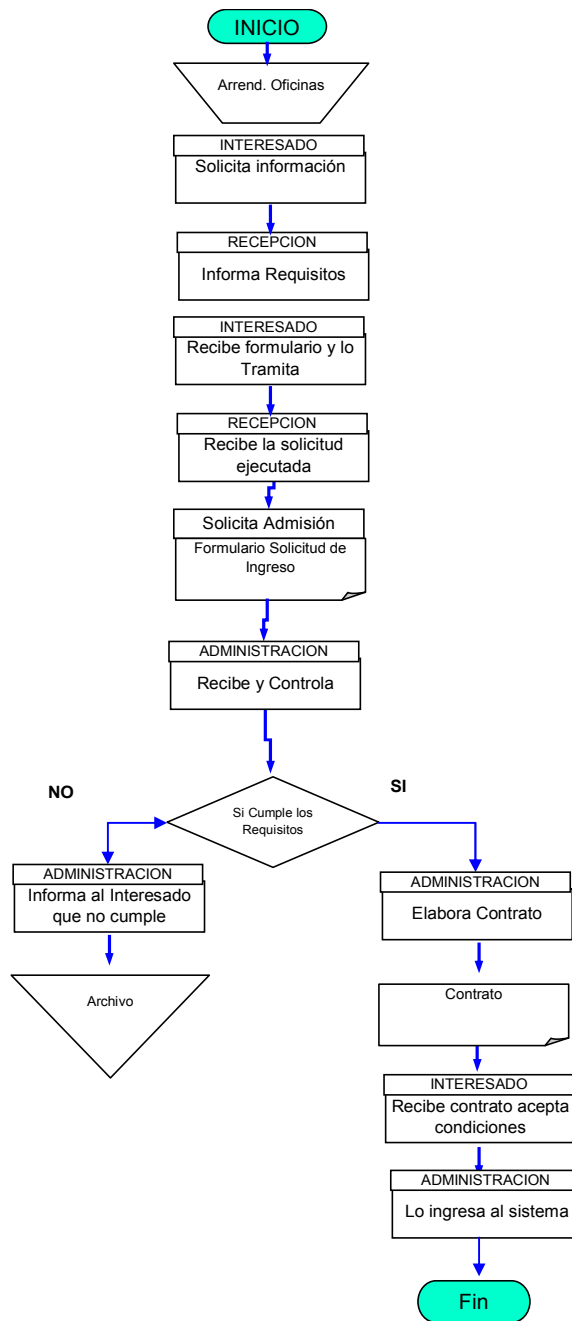 INICIO
Arrend. Oficinas
INTERESADO
Solicita información
RECEPCION
Informa Requisitos
INTERESADO
Recibe formulario y lo
Tramita
RECEPCION
Recibe la solicitud
ejecutada
Solicita Admisión
Formulario Solicitud de
Ingreso
ADMINISTRACION
Recibe y Controla
NO
SI
Si Cumple los
Requisitos
ADMINISTRACION
Informa al Interesado
que no cumple
Archivo
ADMINISTRACION
Elabora Contrato
Contrato
INTERESADO
Recibe contrato acepta
condiciones
ADMINISTRACION
Lo ingresa al sistema
Fin